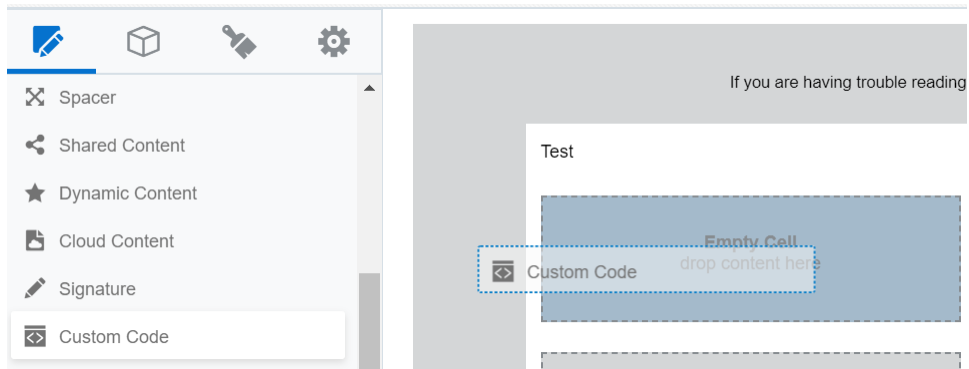 Spacer
Shared Content
Dynamic Content
Cloud Content
Signature
Custom Code
If you are having trouble reading
Test
Empty Cell
drop content here
Custom Code